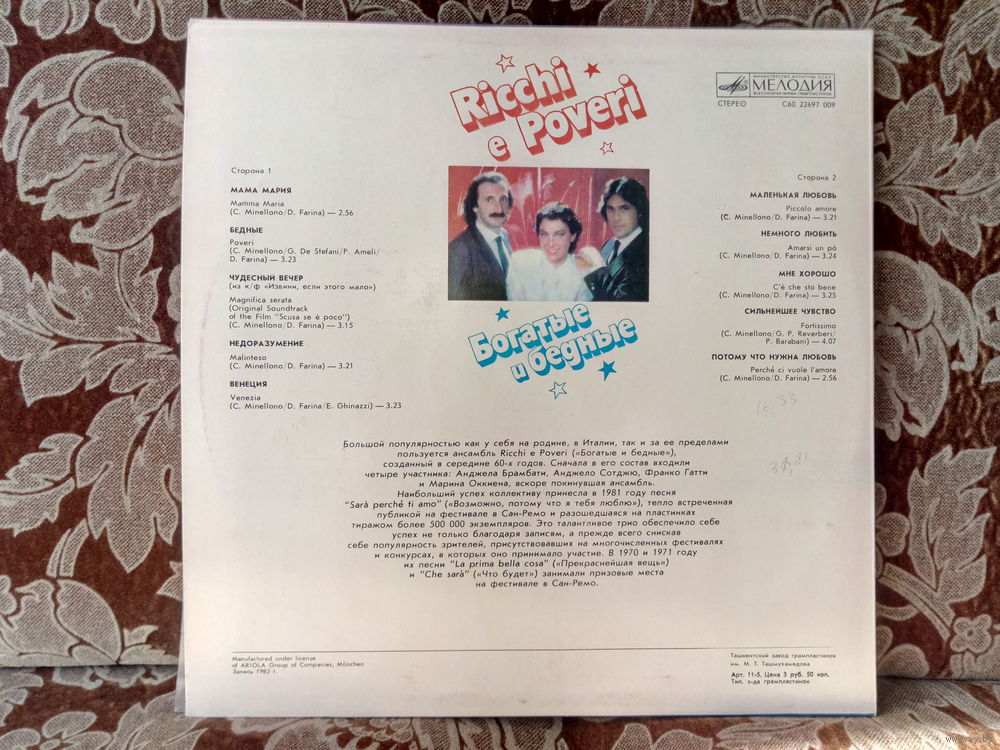 Ricchi
e Poveri
МИНИСТЕРСТВО КУЛЬТУРЫ СССР
МЕЛОДИЯ
ВСЕСОЮЗНАЯ ФИРМА ГРАМПЛАСТИНОК
СТЕРЕО С60 22697 009
Сторона 1
МАМА МАРИЯ
Mamma Maria
(C. Minellono/D. Farina) — 2.56
БЕДНЫЕ
Poveri
(C. Minellono/G. De Stefani/P. Ameli/
D. Farina) — 3.23
ЧУДЕСНЫЙ ВЕЧЕР
(из к/ф «Извини, если этого мало»)
Magnifica serata
(Original Soundtrack
of the Film "Scusa se è poco")
(C. Minellono/D. Farina) — 3.15
НЕДОРАЗУМЕНИЕ
Malinteso
(C. Minellono/D. Farina) — 3.21
ВЕНЕЦИЯ
Venezia
(C. Minellono/D. Farina/E. Ghinazzi) — 3.23
Богатые
и бедные
Сторона 2
МАЛЕНЬКАЯ ЛЮБОВЬ
Piccolo amore
(C. Minellono/D. Farina) — 3.21
НЕМНОГО ЛЮБИТЬ
Amarsi un pò
(C. Minellono/D. Farina) — 3.24
МНЕ ХОРОШО
C'è che sto bene
(C. Minellono/D. Farina) — 3.25
СИЛЬНЕЙШЕЕ ЧУВСТВО
Fortissimo
(C. Minellono/G. P. Reverberi/
P. Barabani) — 4.07
ПОТОМУ ЧТО НУЖНА ЛЮБОВЬ
Perché ci vuole l'amore
(C. Minellono/D. Farina) — 2.56
16,33
Большой популярностью как у себя на родине, в Италии, так и за ее пределами
пользуется ансамбль Ricchi e Poveri («Богатые и бедные»),
созданный в середине 60-х годов. Сначала в его состав входили
четыре участника: Анджела Брамбати, Анджело Сотджю, Франко Гатти
и Марина Оккиена, вскоре покинувшая ансамбль.
Наибольший успех коллективу принесла в 1981 году песня
"Sarà perché ti amo" («Возможно, потому что я тебя люблю»), тепло встреченная
публикой на фестивале в Сан-Ремо и разошедшаяся на пластинках
тиражом более 500 000 экземпляров. Это талантливое трио обеспечило себе
успех не только благодаря записям, а прежде всего снискав
себе популярность зрителей, присутствовавших на многочисленных фестивалях
и конкурсах, в которых оно принимало участие. В 1970 и 1971 году
их песни "La prima bella cosa" («Прекраснейшая вещь»)
и "Che sarà" («Что будет») занимали призовые места
на фестивале в Сан-Ремо.
Manufactured under license
of ARIOLA Group of Companies, München
Запись 1982 г.
Ташкентский завод грампластинок
им. М. Т. Ташмухамедова.
Арт. 11-5. Цена 3 руб. 50 коп.
Тип. з-да грампластинок
www.ay.by